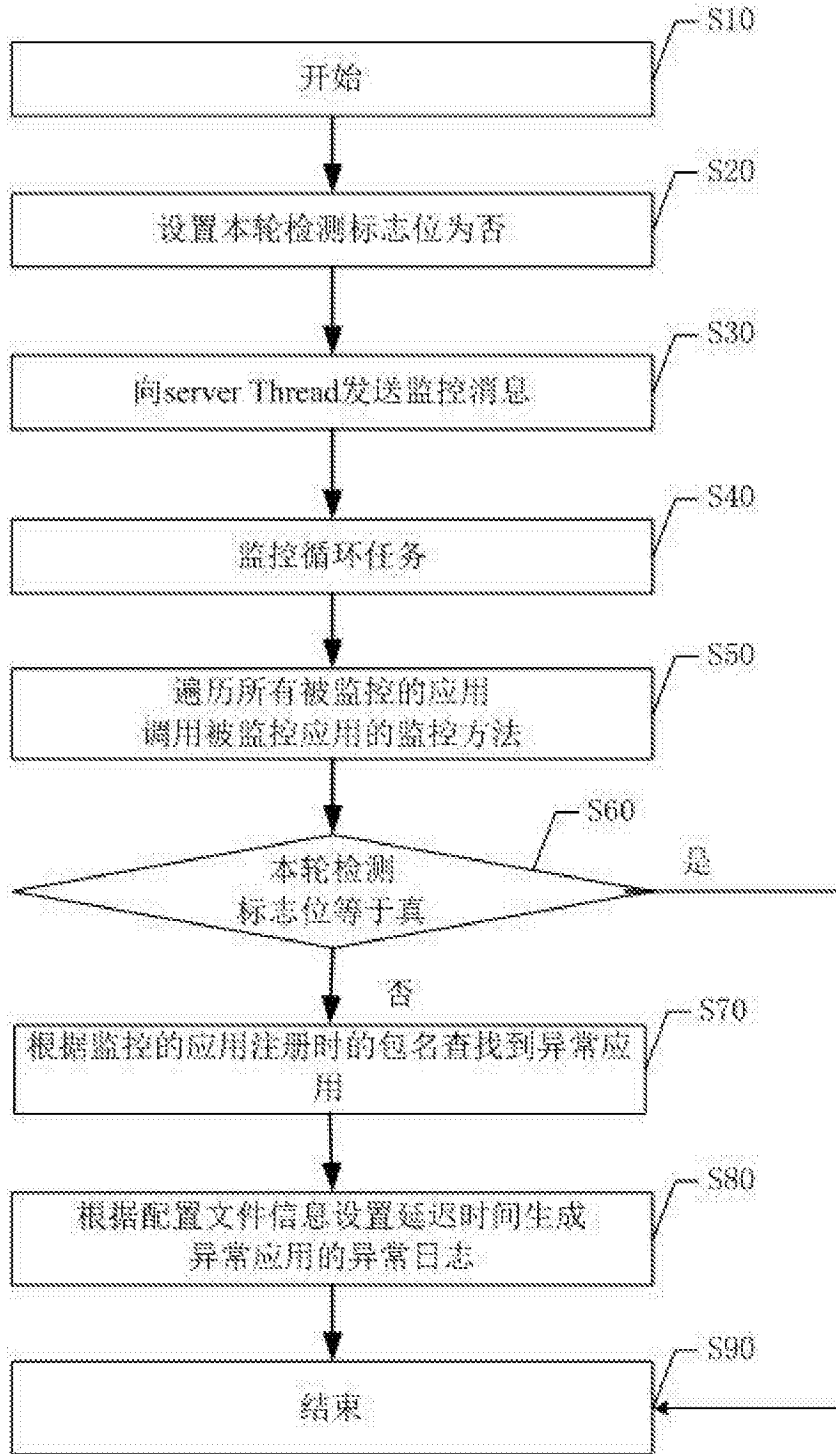 S10
开始
S20
设置本轮检测标志位为否
S30
向server Thread发送监控消息
S40
监控循环任务
S50
遍历所有被监控的应用
调用被监控应用的监控方法
S60
本轮检测
标志位等于真
是
否
S70
根据监控的应用注册时的包名查找到异常应
用
S80
根据配置文件信息设置延迟时间生成
异常应用的异常日志
S90
结束